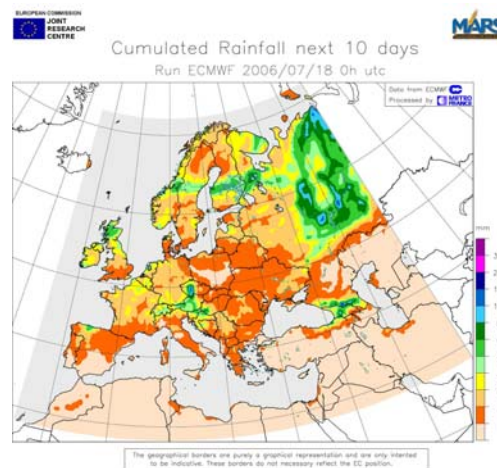 EUROPEAN COMMISSION
JOINT
RESEARCH
CENTRE
MARS
Cumulated Rainfall next 10 days
Run ECMWF 2006/07/18 0h utc
Data from ECMWF
Processed by METEO
FRANCE
mm
The geographical borders are purely a graphical representation and are only intented
to be indicative. These borders do not necessary reflect the EC position.